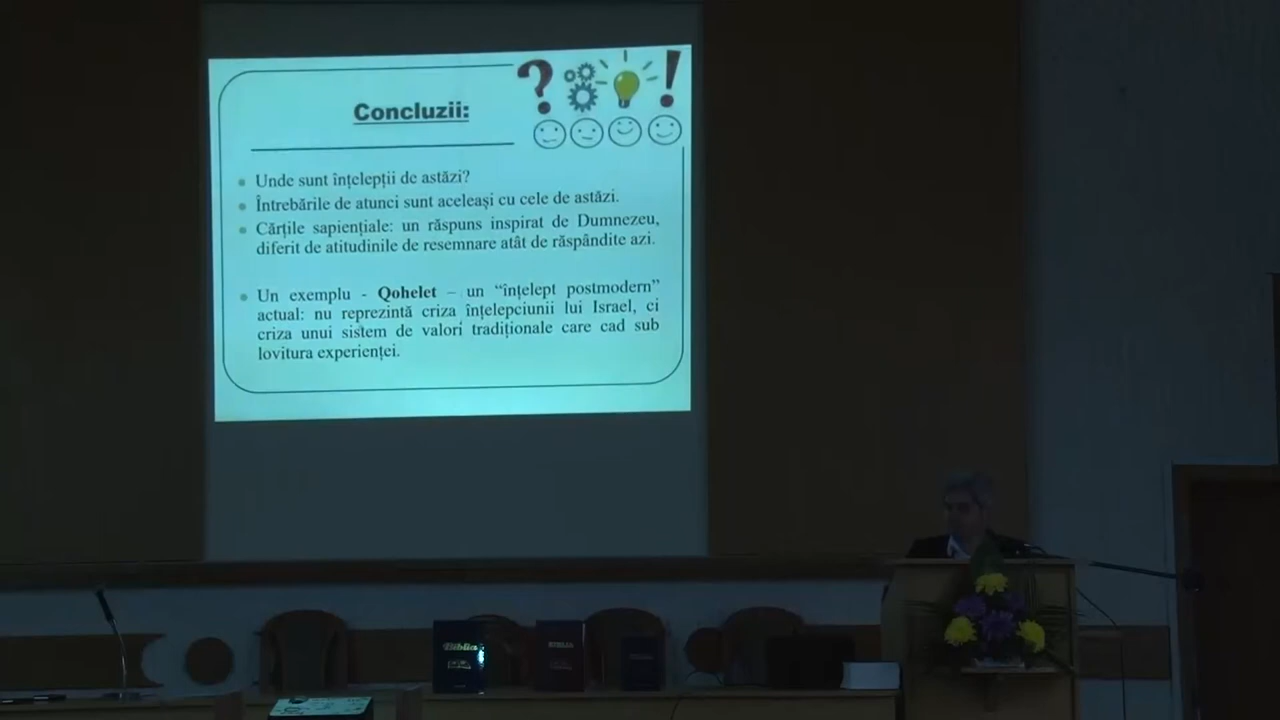 Concluzii:
Unde sunt înțelepții de astăzi?
Întrebările de atunci sunt aceleași cu cele de astăzi.
Cărțile sapiențiale: un răspuns inspirat de Dumnezeu,
diferit de atitudinile de resemnare atât de răspândite azi.
Un exemplu - Qohelet – un “înțelept postmodern”
actual: nu reprezintă criza înțelepciunii lui Israel, ci
criza unui sistem de valori tradiționale care cad sub
lovitura experienței.
Biblia
BIBLIA